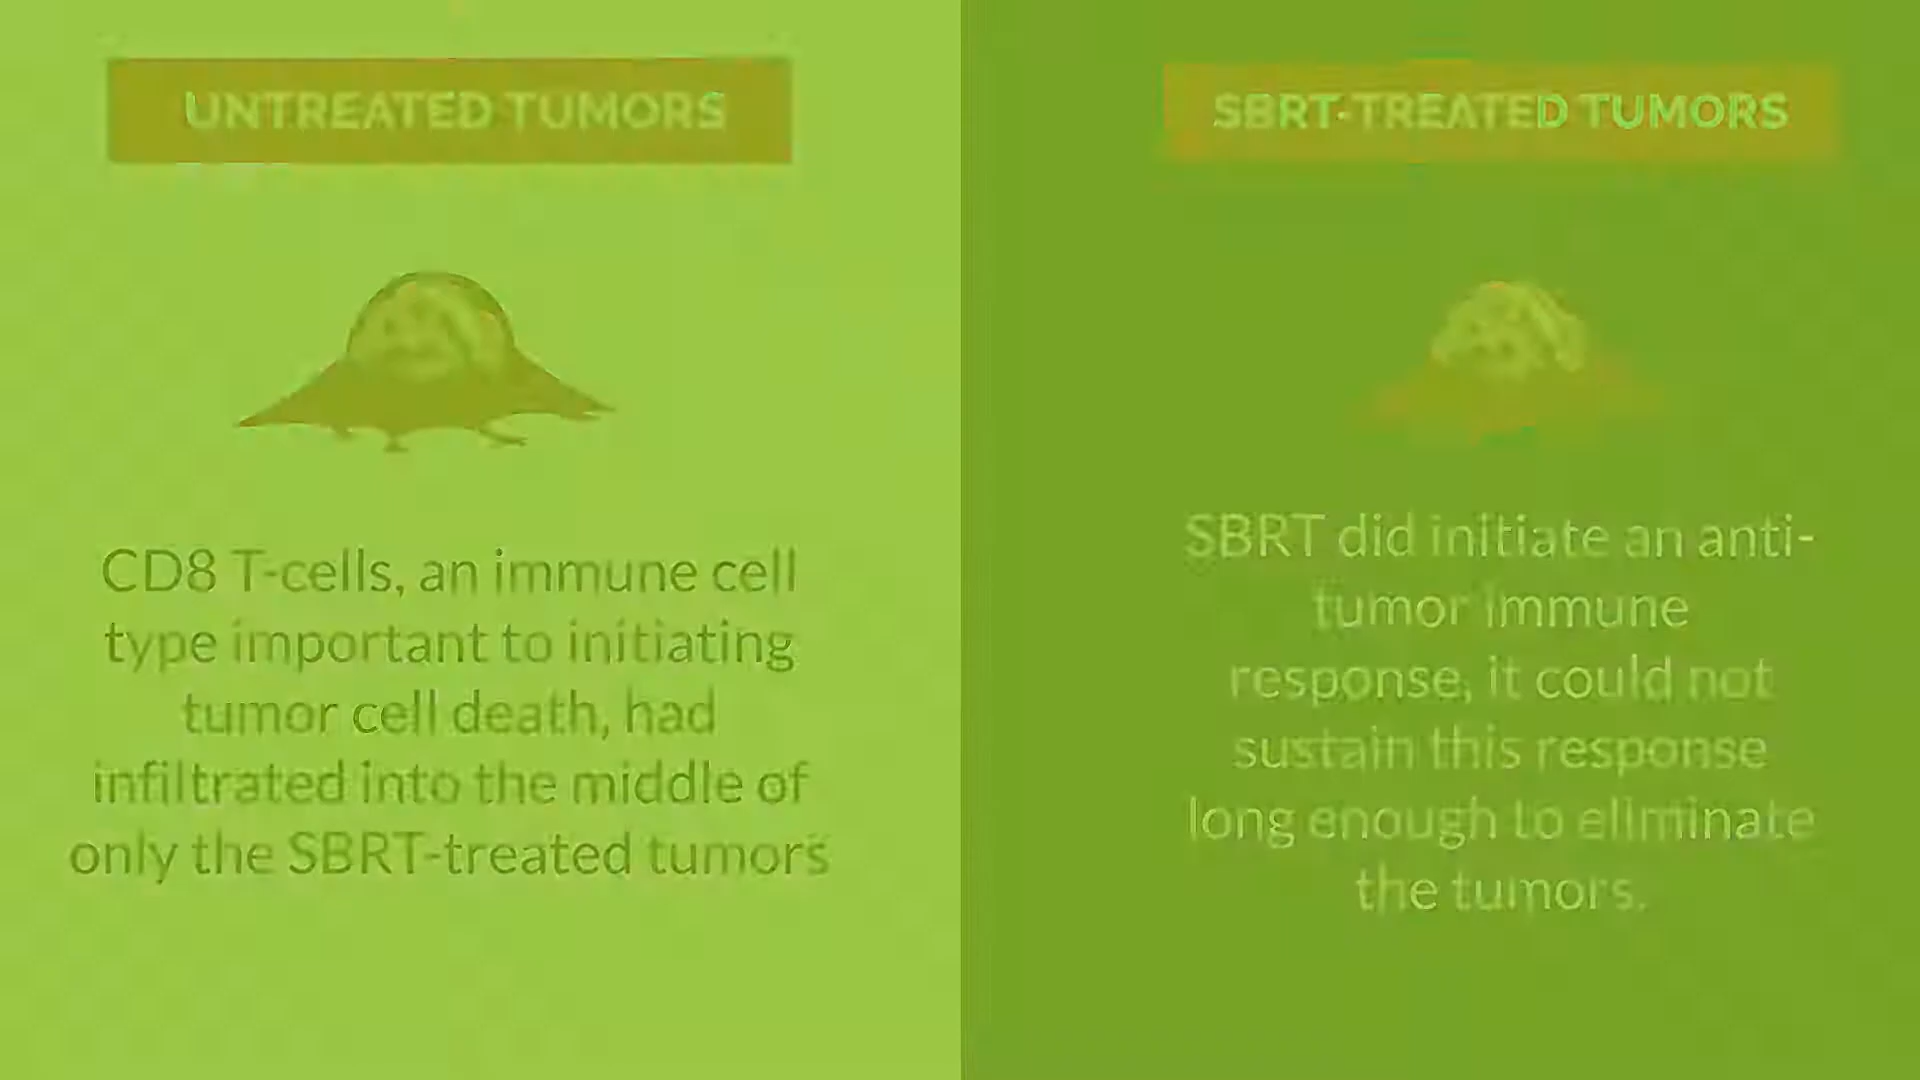 UNTREATED TUMORS
CD8 T-cells, an immune cell
type important to initiating
tumor cell death, had
infiltrated into the middle of
only the SBRT-treated tumors
SBRT-TREATED TUMORS
SBRT did initiate an anti-
tumor immune
response, it could not
sustain this response
long enough to eliminate
the tumors.